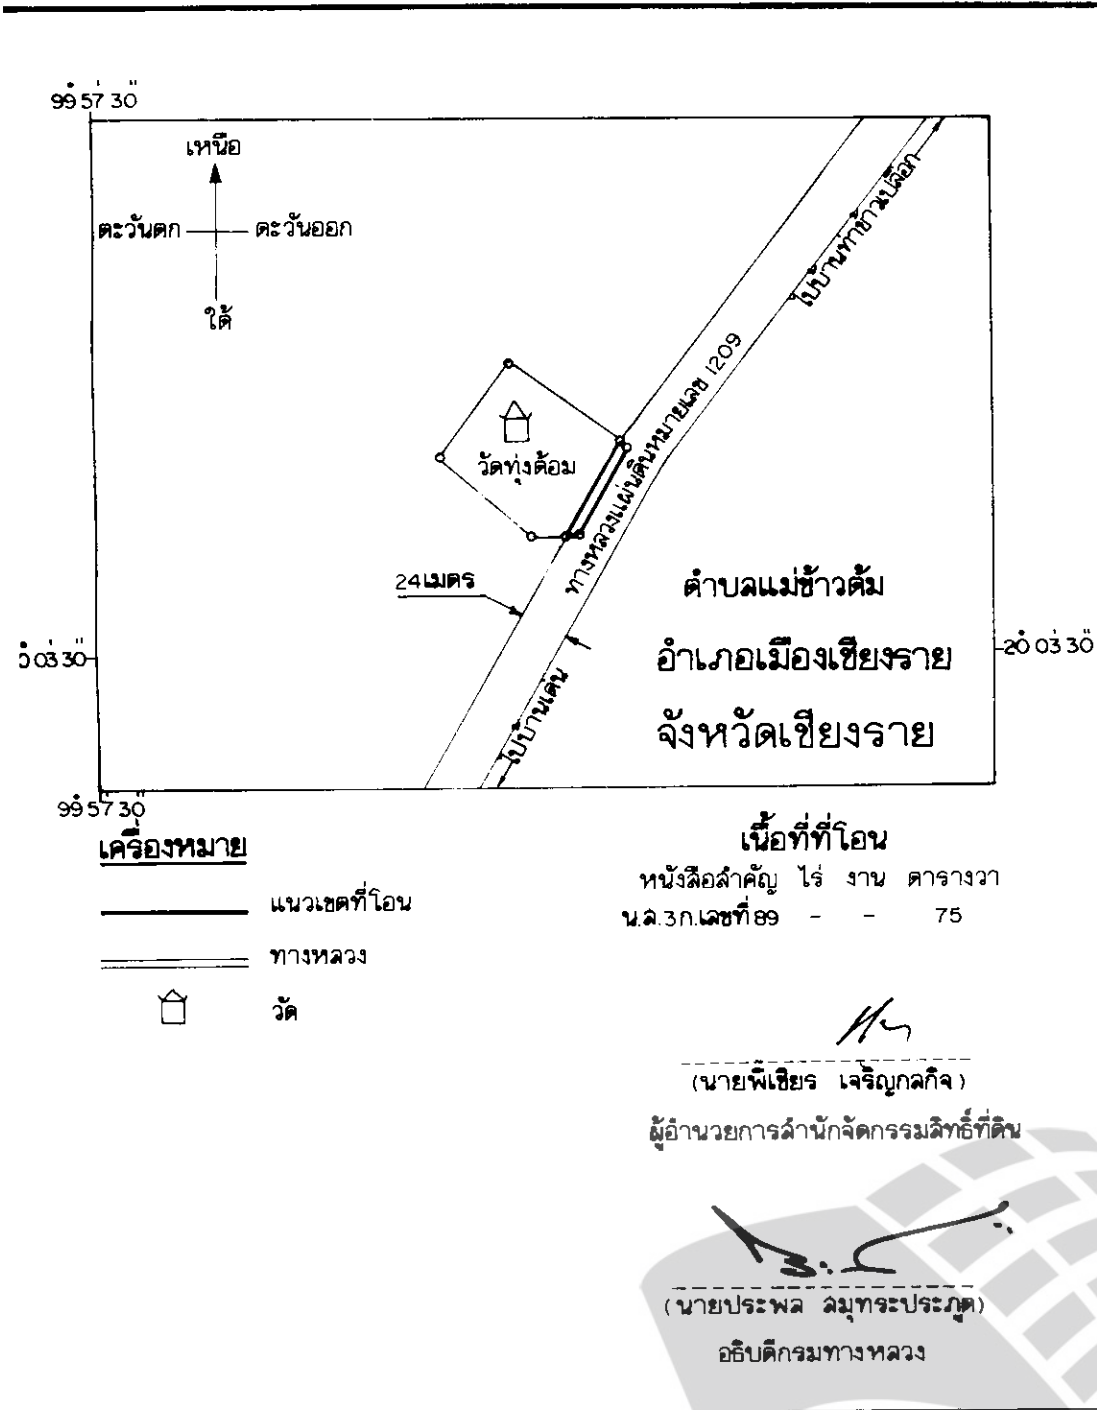 99° 57' 30"
เหนือ
ตะวันตก
ตะวันออก
ใต้
ไปบ้านท่าข้าวเปลือก
ทางหลวงแผ่นดินหมายเลข 1209
วัดทุ่งต้อม
24 เมตร
ตำบลแม่ข้าวต้ม
อำเภอเมืองเชียงราย
จังหวัดเชียงราย
0° 03' 30"
20° 03' 30"
ไปบ้านเด่น
99° 57' 30"
เครื่องหมาย
แนวเขตที่โอน
ทางหลวง
วัด
เนื้อที่ที่โอน
หนังสือสำคัญ ไร่ งาน ตารางวา
น.ส.3ก.เลขที่ 89 - - 75
(นายพิเชียร เจริญกลกิจ)
ผู้อำนวยการสำนักจัดกรรมสิทธิ์ที่ดิน
(นายประพล สมุทระประภูต)
อธิบดีกรมทางหลวง